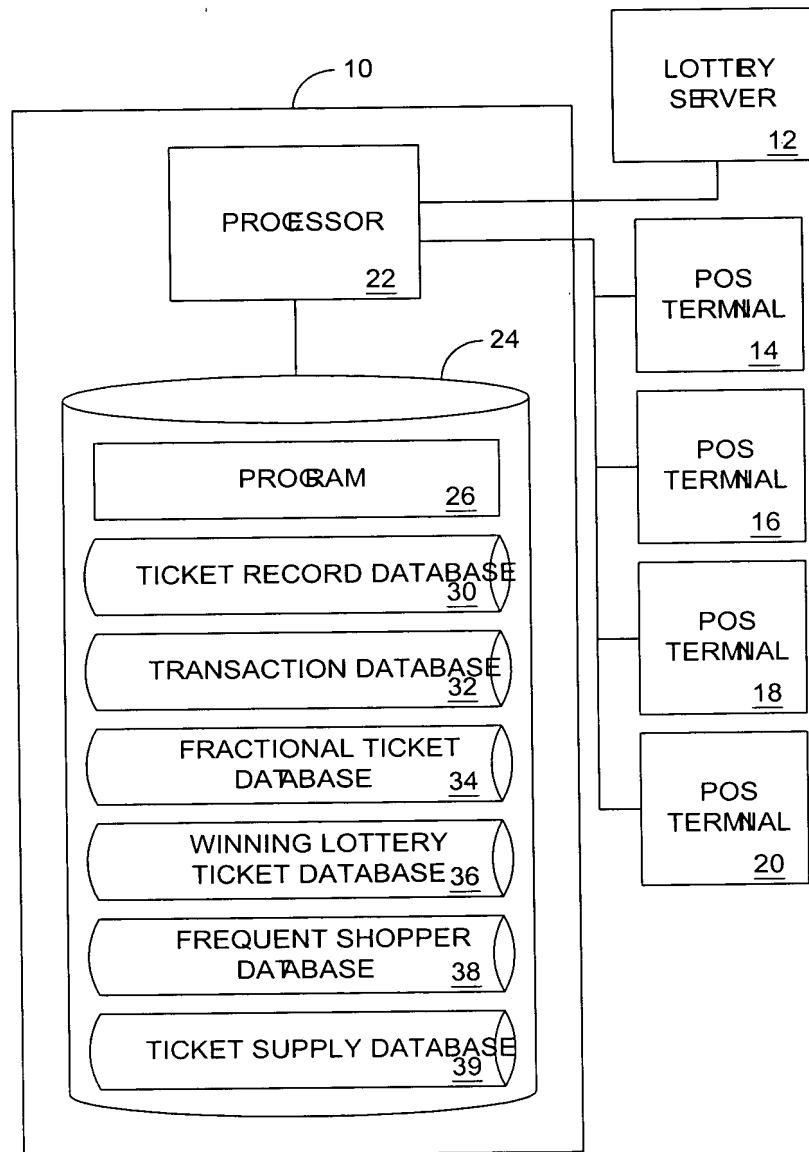 10
LOTTERY
SERVER
12
PROCESSOR
22
POS
TERMINAL
14
24
POS
TERMINAL
16
PROGRAM
26
TICKET RECORD DATABASE
30
POS
TERMINAL
18
TRANSACTION DATABASE
32
FRACTIONAL TICKET
DATABASE
34
POS
TERMINAL
20
WINNING LOTTERY
TICKET DATABASE
36
FREQUENT SHOPPER
DATABASE
38
TICKET SUPPLY DATABASE
39